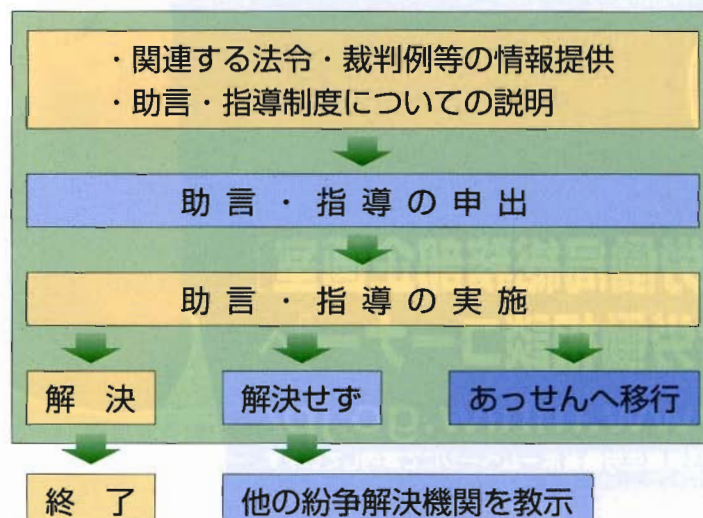 ・関連する法令・裁判例等の情報提供
・助言・指導制度についての説明
助言・指導の申出
助言・指導の実施
解決
解決せず
あっせんへ移行
終了
他の紛争解決機関を教示